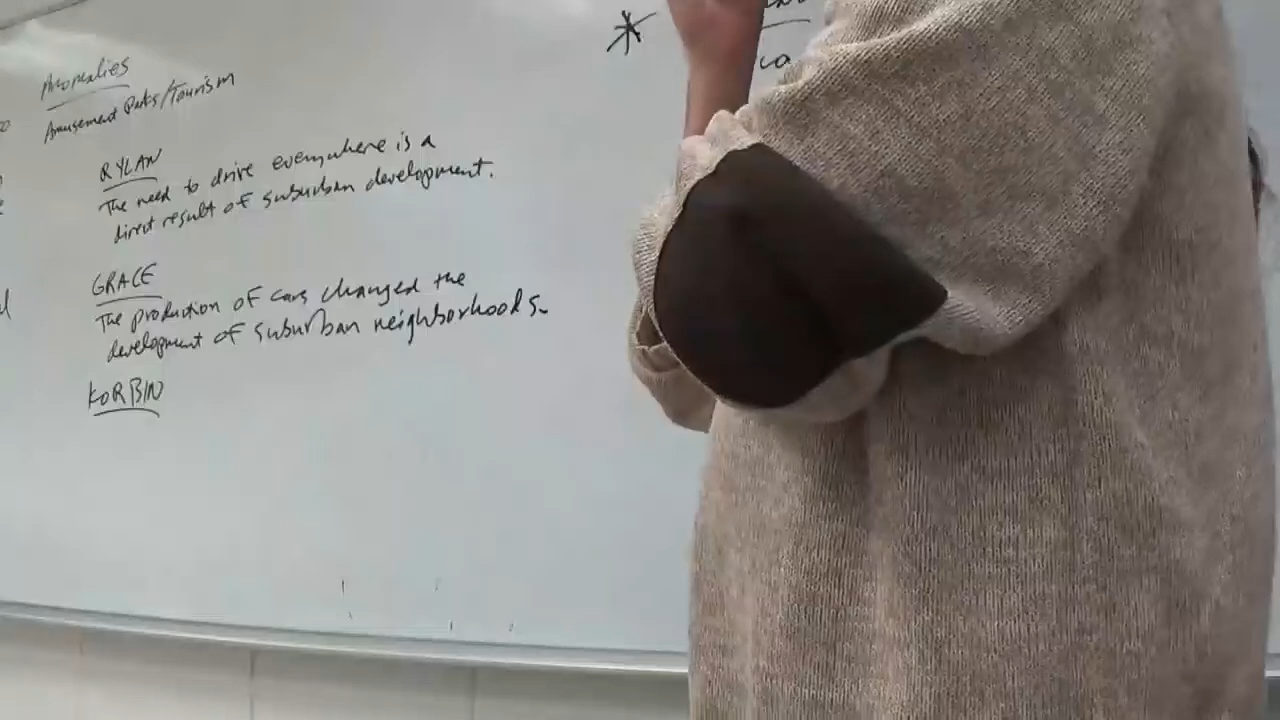 Anomalies
Amusement Parks/Tourism
RYLAN
The need to drive everywhere is a
direct result of suburban development.
GRACE
The production of cars changed the
development of suburban neighborhoods.
KORBIN
*
ca